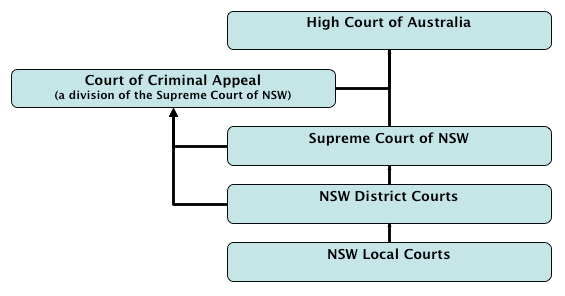 High Court of Australia
Court of Criminal Appeal
(a division of the Supreme Court of NSW)
Supreme Court of NSW
NSW District Courts
NSW Local Courts